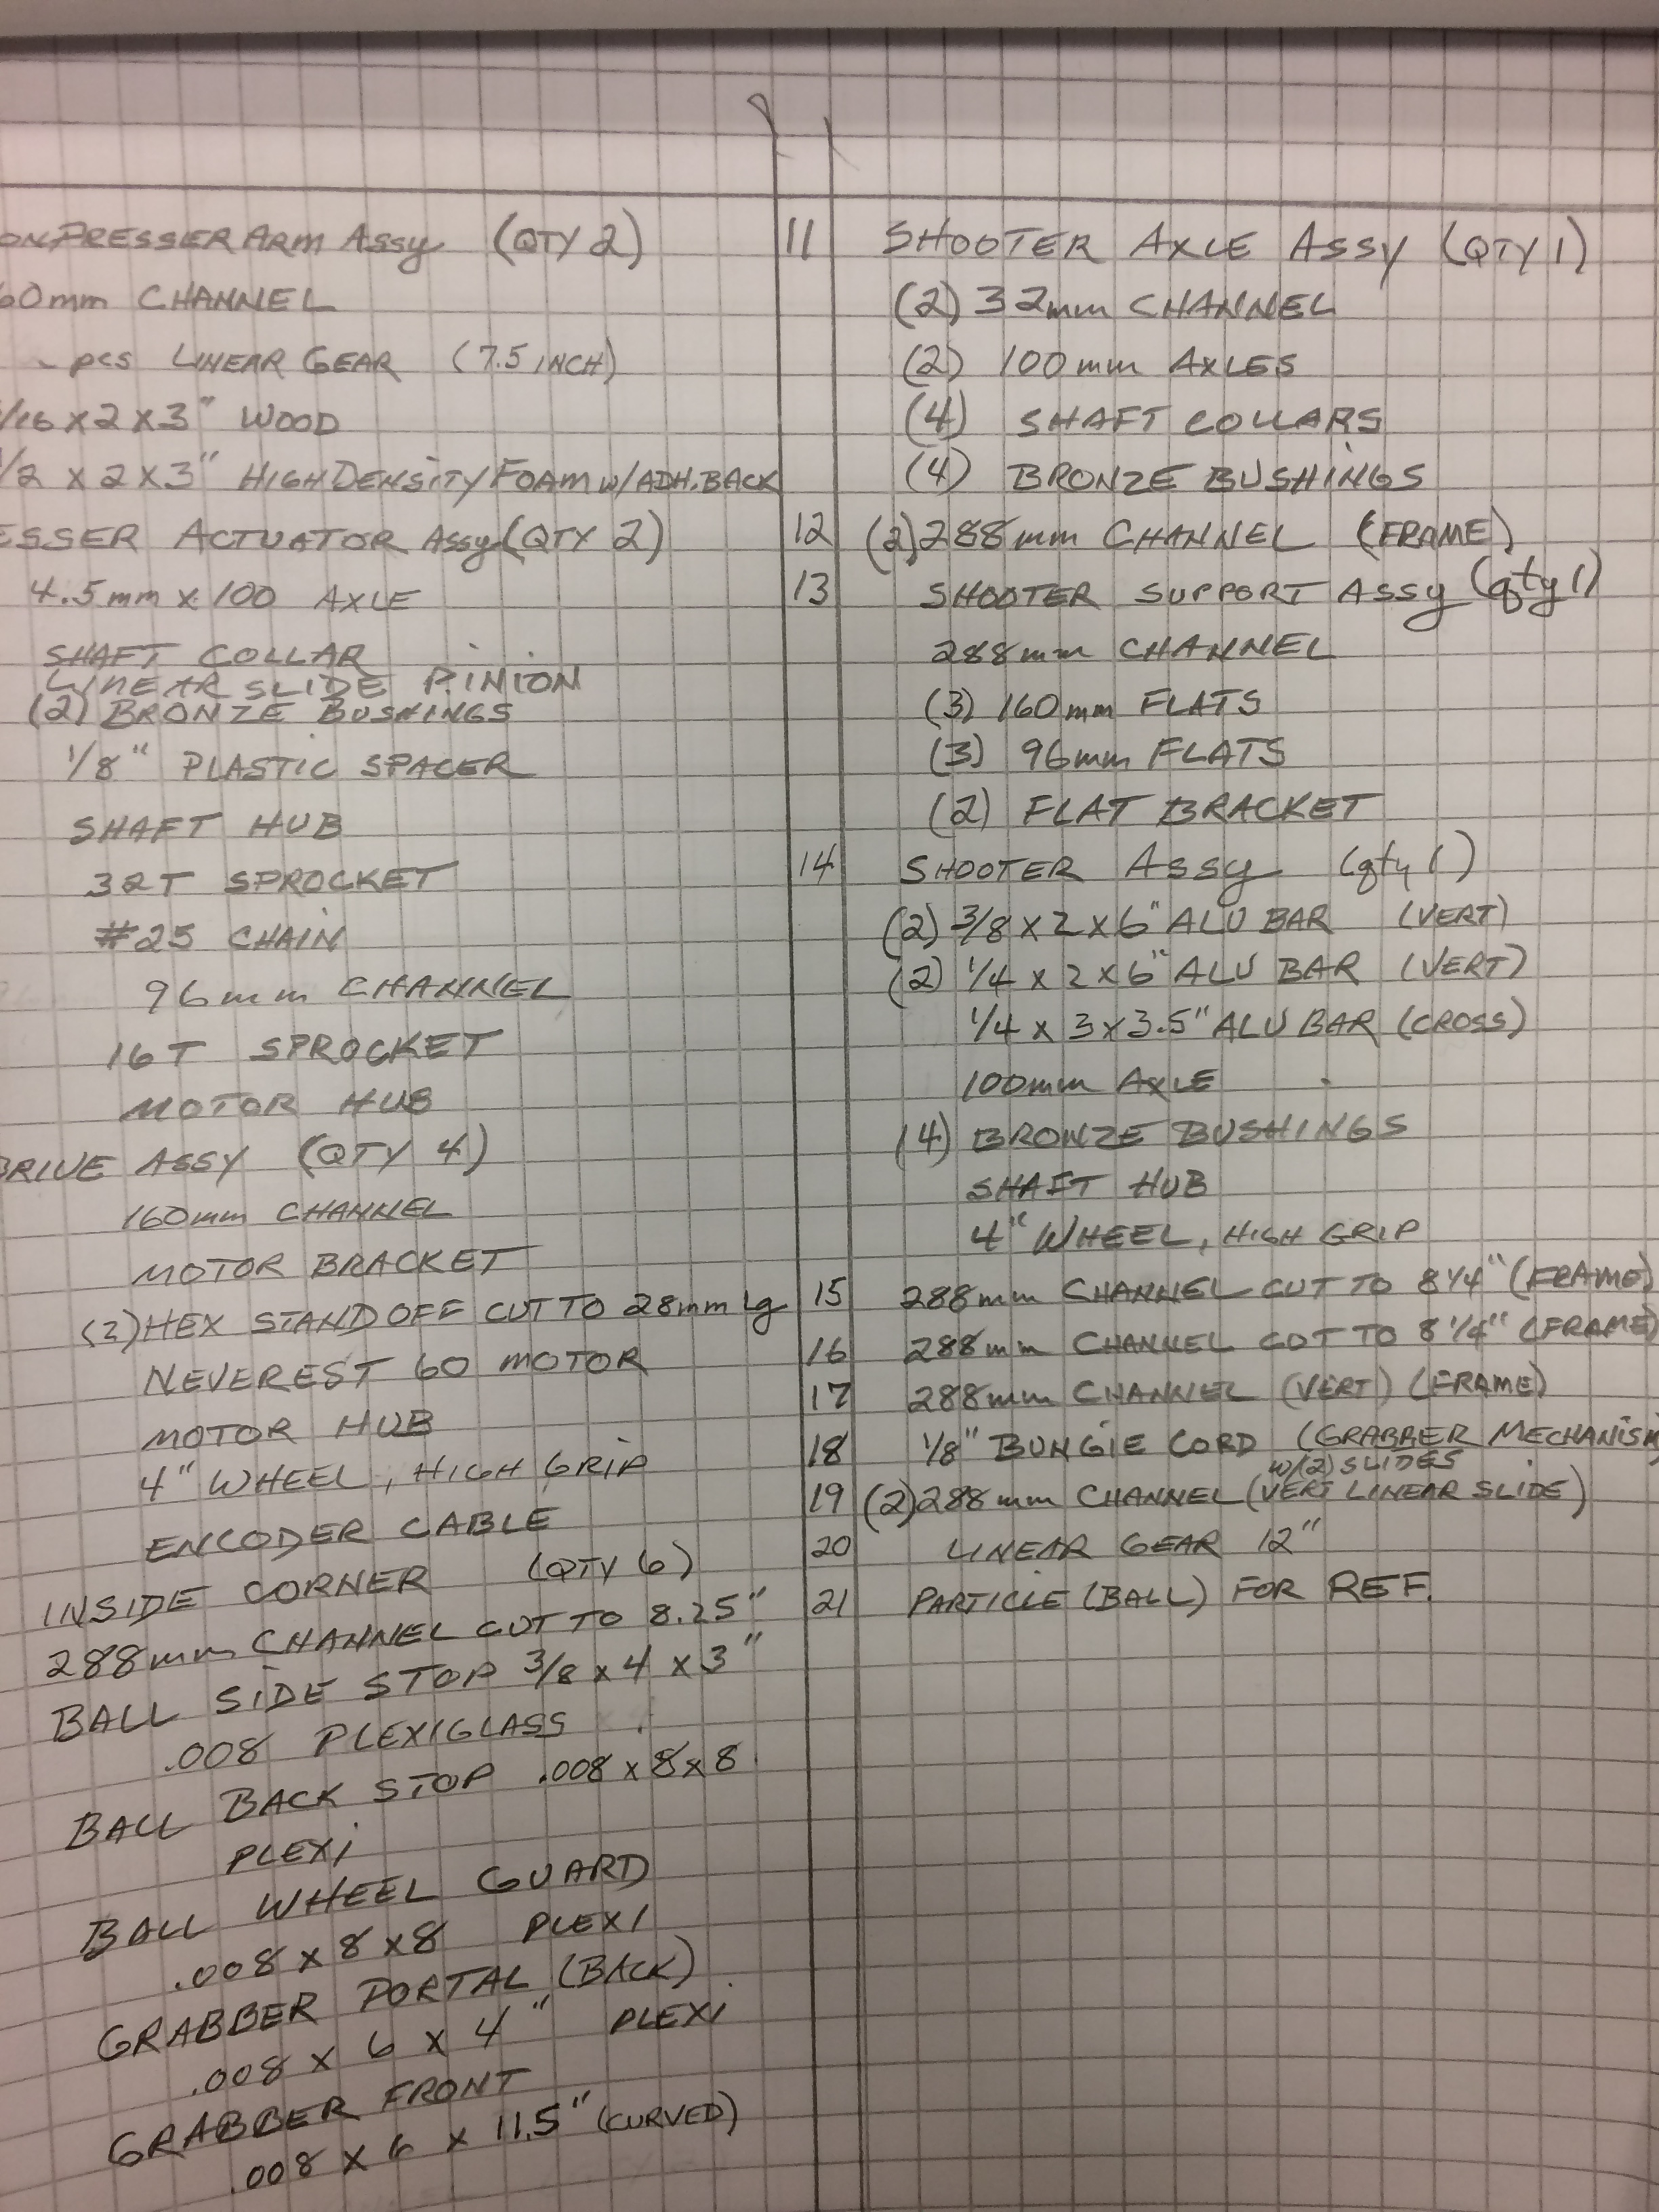 PRESSER ARM ASSY (QTY 2)
60mm CHANNEL
pcs LINEAR GEAR (7.5 INCH)
/16 x 2 x 3" WOOD
/2 x 2 x 3" HIGH DENSITY FOAM W/ADH. BACK
ESSER ACTUATOR ASSY (QTY 2)
4.5mm x 100 AXLE
SHAFT COLLAR
LINEAR SLIDE PINION
(2) BRONZE BUSHINGS
1/8" PLASTIC SPACER
SHAFT HUB
32T SPROCKET
#25 CHAIN
96mm CHANNEL
16T SPROCKET
MOTOR HUB
DRIVE ASSY (QTY 4)
160mm CHANNEL
MOTOR BRACKET
(2) HEX STANDOFF CUT TO 28mm Lg
NEVEREST 60 MOTOR
MOTOR HUB
4" WHEEL, HIGH GRIP
ENCODER CABLE
INSIDE CORNER (QTY 6)
288mm CHANNEL CUT TO 8.25"
BALL SIDE STOP 3/8 x 4 x 3"
.008 PLEXIGLASS
BALL BACK STOP .008 x 8 x 8
PLEXI
BALL WHEEL GUARD
.008 x 8 x 8 PLEXI
GRABBER PORTAL (BACK)
.008 x 6 x 4" PLEXI
GRABBER FRONT
.008 x 6 x 11.5" (CURVED)
11 SHOOTER AXLE ASSY (QTY 1)
(2) 32mm CHANNEL
(2) 100mm AXLES
(4) SHAFT COLLARS
(4) BRONZE BUSHINGS
12 (2) 288mm CHANNEL (FRAME)
13 SHOOTER SUPPORT ASSY (qty 1)
288mm CHANNEL
(3) 160mm FLATS
(3) 96mm FLATS
(2) FLAT BRACKET
14 SHOOTER ASSY (qty 1)
(2) 3/8 x 2 x 6" ALU BAR (VERT)
(2) 1/4 x 2 x 6" ALU BAR (VERT)
1/4 x 3 x 3.5" ALU BAR (CROSS)
100mm AXLE
(4) BRONZE BUSHINGS
SHAFT HUB
4" WHEEL, HIGH GRIP
15 288mm CHANNEL CUT TO 8 1/4" (FRAME)
16 288mm CHANNEL CUT TO 8 1/4" (FRAME)
17 288mm CHANNEL (VERT) (FRAME)
18 1/8" BUNGIE CORD (GRABBER MECHANISM
W/(2) SLIDES
19 (2) 288mm CHANNEL (VERT LINEAR SLIDE)
20 LINEAR GEAR 12"
21 PARTICLE (BALL) FOR REF.